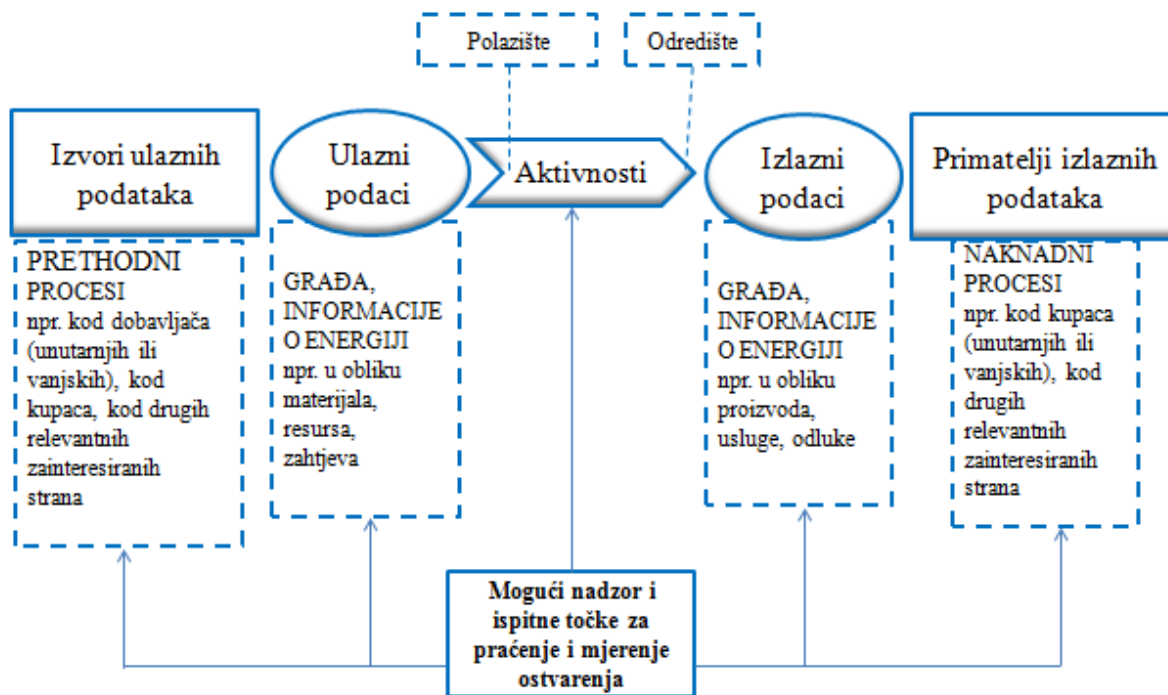 Polazište
Odredište
Izvori ulaznih
podataka
Ulazni
podaci
Aktivnosti
Izlazni
podaci
Primatelji izlaznih
podataka
PRETHODNI
PROCESI
npr. kod dobavljača
(unutarnjih ili
vanjskih), kod
kupaca, kod drugih
relevantnih
zainteresiranih
strana
GRAĐA,
INFORMACIJE
O ENERGIJI
npr. u obliku
materijala,
resursa,
zahtjeva
GRAĐA,
INFORMACIJE
O ENERGIJI
npr. u obliku
proizvoda,
usluge, odluke
NAKNADNI
PROCESI
npr. kod kupaca
(unutarnjih ili
vanjskih), kod
drugih
relevantnih
zainteresiranih
strana
Mogući nadzor i
ispitne točke za
praćenje i mjerenje
ostvarenja